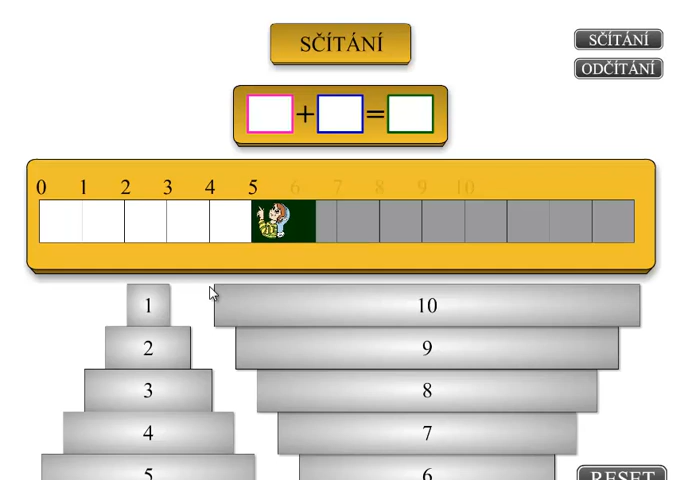 SČÍTÁNÍ
SČÍTÁNÍ
ODČÍTÁNÍ
+ =
0 1 2 3 4 5 6 7 8 9 10
1 10
2 9
3 8
4 7
5 6
RESET